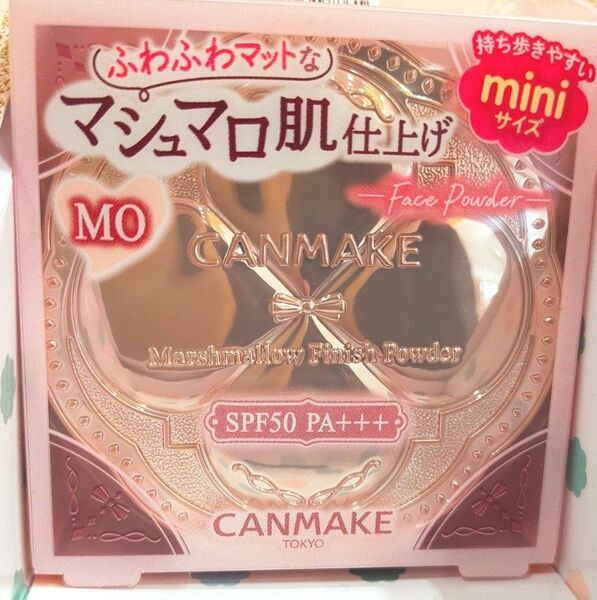 ふわふわマットな
マシュマロ肌仕上げ
持ち歩きやすい
mini
サイズ
MO
Face Powder
CANMAKE
Marshmallow Finish Powder
SPF50 PA+++
CANMAKE
TOKYO